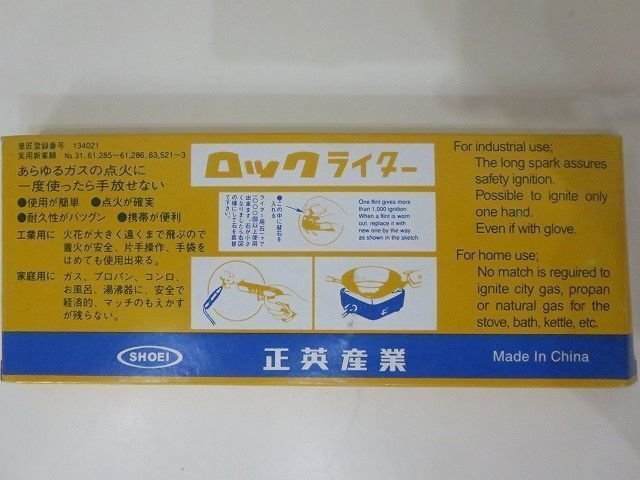 意匠登録番号 134021
実用新案願 No.31,61,285~61,286.63,521~3
あらゆるガスの点火に
一度使ったら手放せない
●使用が簡単 ●点火が確実
●耐久性がバツグン ●携帯が便利
工業用に 火花が大きく遠くまで飛ぶので
着火が安全、片手操作、手袋を
はめても使用出来る。
家庭用に ガス、プロパン、コンロ、
お風呂、湯沸器に、安全で
経済的、マッチのもえかす
が残らない。
ロックライター
One flint gives more
than 1,000 ignition
When a flint is worn
out, replace it with
new one by the way
as shown in the sketch
For industrial use;
The long spark assures
safety ignition.
Possible to ignite only
one hand.
Even if with glove.
For home use;
No match is reguired to
ignite city gas, propan
or natural gas for the
stove, bath, kettle, etc.
SHOEI
正英産業
Made In China